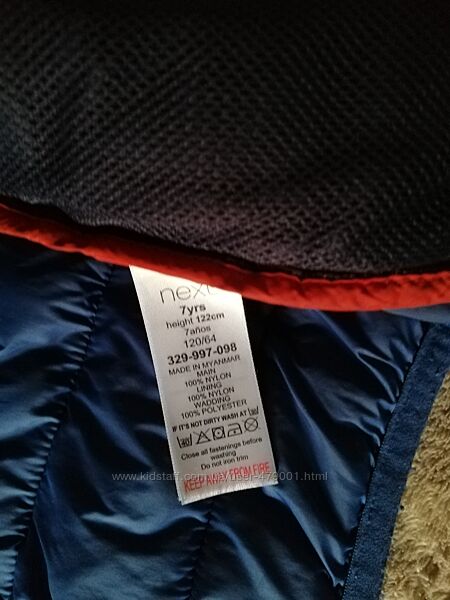 next
7yrs
height 122cm
7años
120/64
329-997-098
MADE IN MYANMAR
MAIN
100% NYLON
LINING
100% NYLON
WADDING
100% POLYESTER
IF IT'S NOT DIRTY WASH AT 30
Close all fastenings before
washing
Do not iron trim
KEEP AWAY FROM FIRE